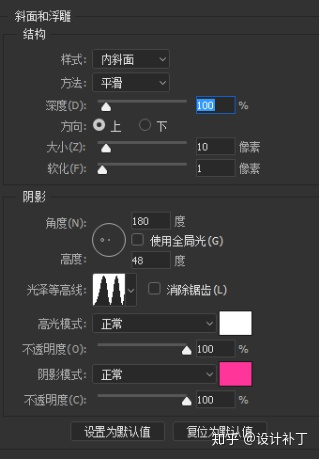 斜面和浮雕
结构
样式: 内斜面
方法: 平滑
深度(D): 100 %
方向: 上 下
大小(Z): 10 像素
软化(F): 1 像素
阴影
角度(N): 180 度
使用全局光(G)
高度: 48 度
光泽等高线: 消除锯齿(L)
高光模式: 正常
不透明度(O): 100 %
阴影模式: 正常
不透明度(C): 100 %
设置为默认值 复位为默认值
知乎 @设计补丁